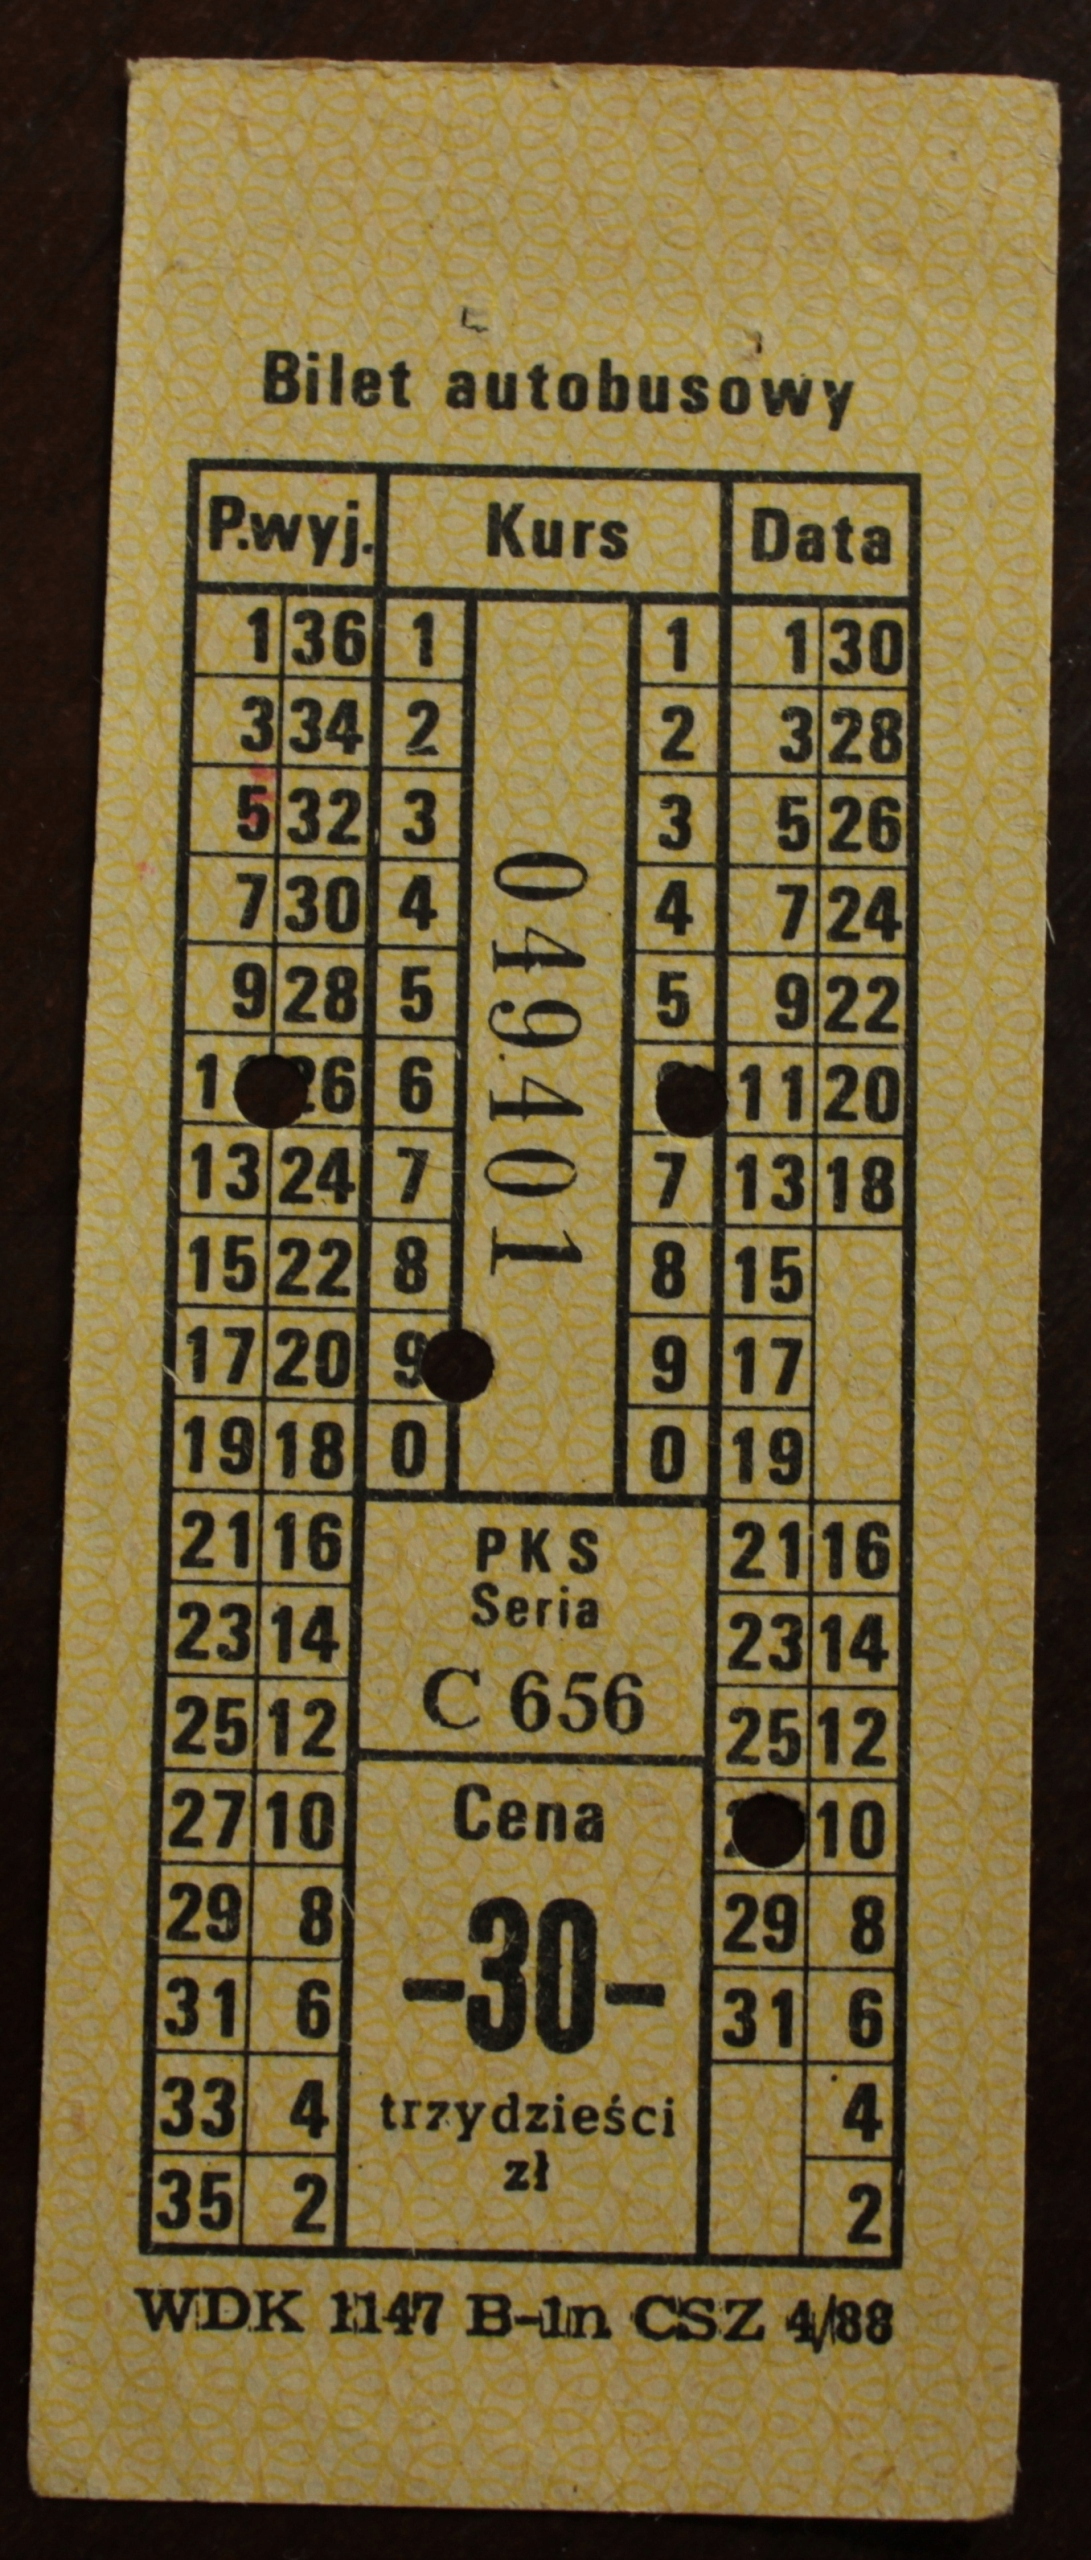 Bilet autobusowy
P.wyj. Kurs Data
1 36 1 1 1 30
3 34 2 2 3 28
5 32 3 3 5 26
7 30 4 4 7 24
9 28 5 5 9 22
6 11 20
13 24 7 7 13 18
15 22 8 8 15
17 20 9 9 17
19 18 0 0 19
049401
21 16 PKS 21 16
23 14 Seria 23 14
25 12 C 656 25 12
27 10 Cena 10
29 8 -30- 29 8
31 6 31 6
33 4 trzydzieści 4
35 2 zł 2
WDK 1147 B-1n CSZ 4/88